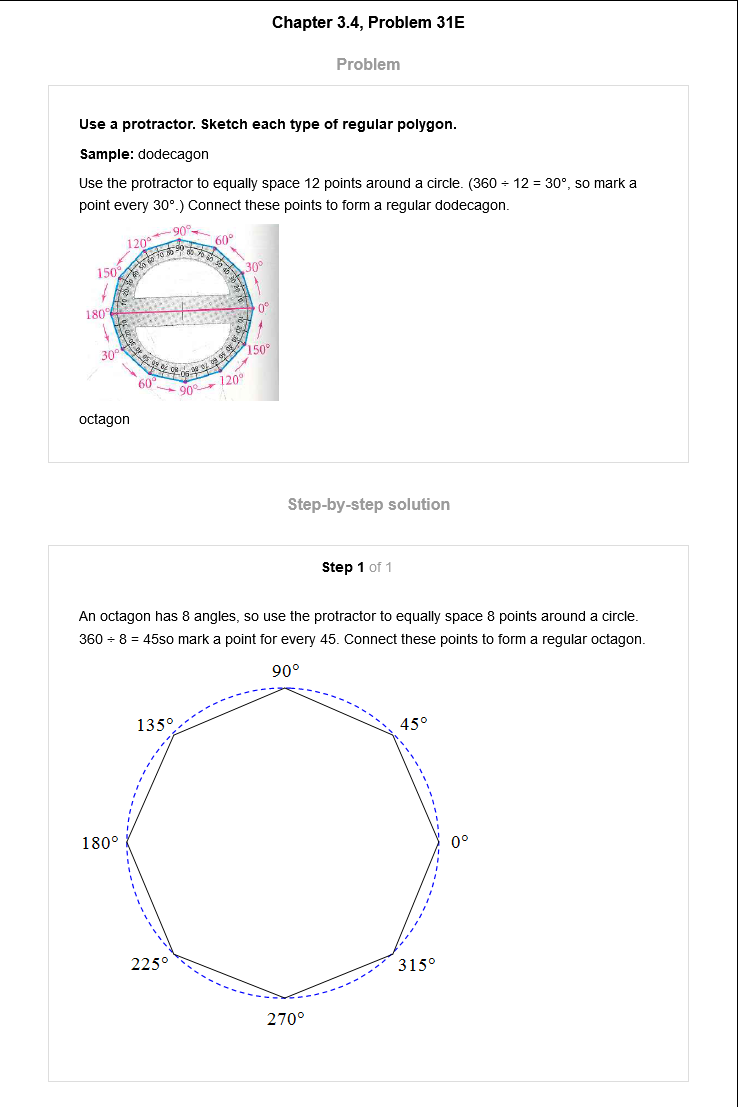 Chapter 3.4, Problem 31E
Problem
Use a protractor. Sketch each type of regular polygon.
Sample: dodecagon
Use the protractor to equally space 12 points around a circle. (360 ÷ 12 = 30°, so mark a
point every 30°.) Connect these points to form a regular dodecagon.
90°
120° 60°
150° 30°
180° 0°
30° 150°
60° 120°
90°
octagon
Step-by-step solution
Step 1 of 1
An octagon has 8 angles, so use the protractor to equally space 8 points around a circle.
360 ÷ 8 = 45so mark a point for every 45. Connect these points to form a regular octagon.
90°
135° 45°
180° 0°
225° 315°
270°